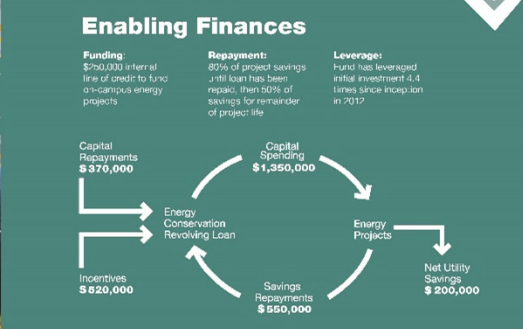 Enabling Finances
Funding:
$250,000 internal
line of credit to fund
on-campus energy
projects
Repayment:
80% of project savings
until loan has been
repaid, then 50% of
savings for remainder
of project life
Leverage:
Fund has leveraged
initial investment 4.4
times since inception
in 2012
Capital
Repayments
$370,000
Capital
Spending
$1,350,000
Energy
Conservation
Revolving Loan
Energy
Projects
Incentives
$820,000
Savings
Repayments
$550,000
Net Utility
Savings
$200,000